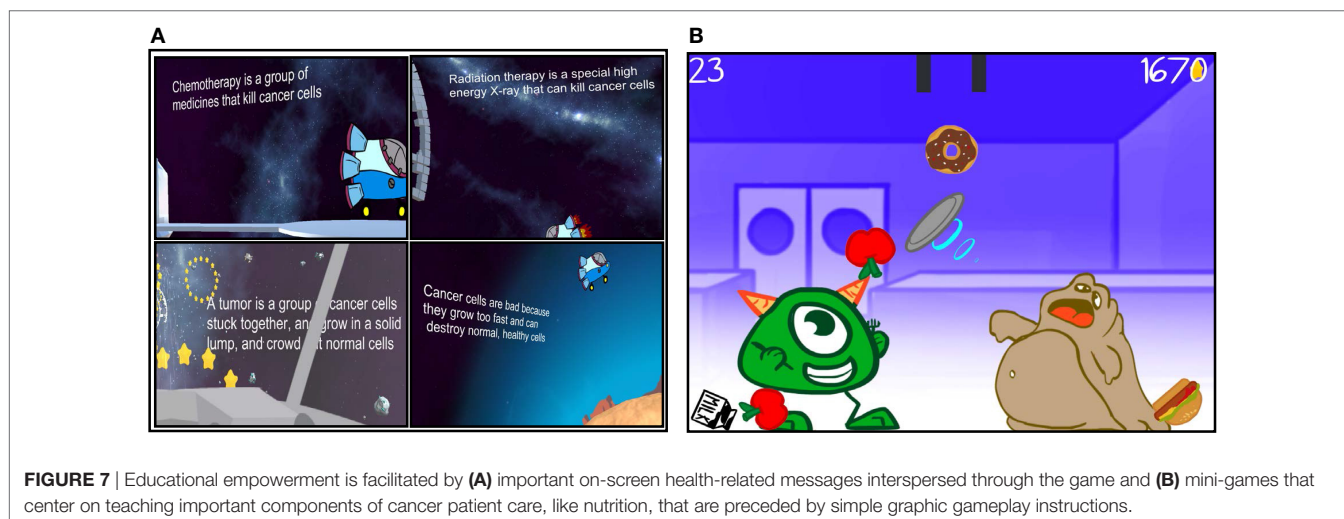 A
B
Chemotherapy is a group of
medicines that kill cancer cells
Radiation therapy is a special high
energy X-ray that can kill cancer cells
A tumor is a group cancer cells
stuck together, and grow in a solid
lump, and crowd normal cells
Cancer cells are bad because
they grow too fast and can
destroy normal, healthy cells
23
1670
MILK
FIGURE 7 | Educational empowerment is facilitated by (A) important on-screen health-related messages interspersed through the game and (B) mini-games that
center on teaching important components of cancer patient care, like nutrition, that are preceded by simple graphic gameplay instructions.